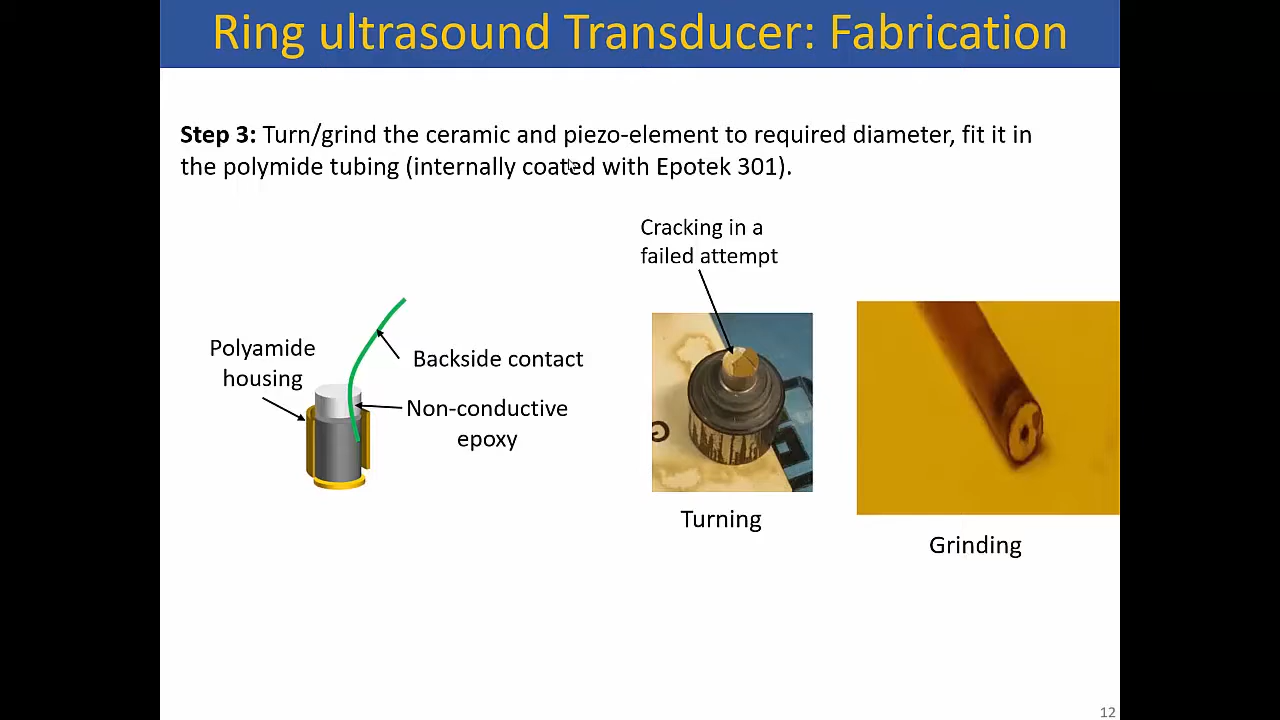 Ring ultrasound Transducer: Fabrication
Step 3: Turn/grind the ceramic and piezo-element to required diameter, fit it in
the polymide tubing (internally coated with Epotek 301).
Cracking in a
failed attempt
Polyamide
housing
Backside contact
Non-conductive
epoxy
Turning
Grinding
12